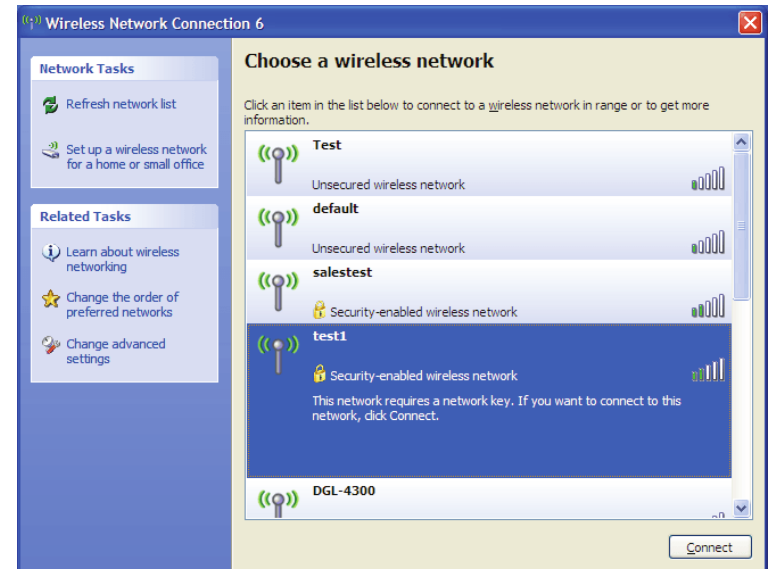 Wireless Network Connection 6
Network Tasks
Refresh network list
Set up a wireless network
for a home or small office
Related Tasks
Learn about wireless
networking
Change the order of
preferred networks
Change advanced
settings
Choose a wireless network
Click an item in the list below to connect to a wireless network in range or to get more
information.
Test
Unsecured wireless network
default
Unsecured wireless network
salestest
Security-enabled wireless network
test1
Security-enabled wireless network
This network requires a network key. If you want to connect to this
network, click Connect.
DGL-4300
Connect